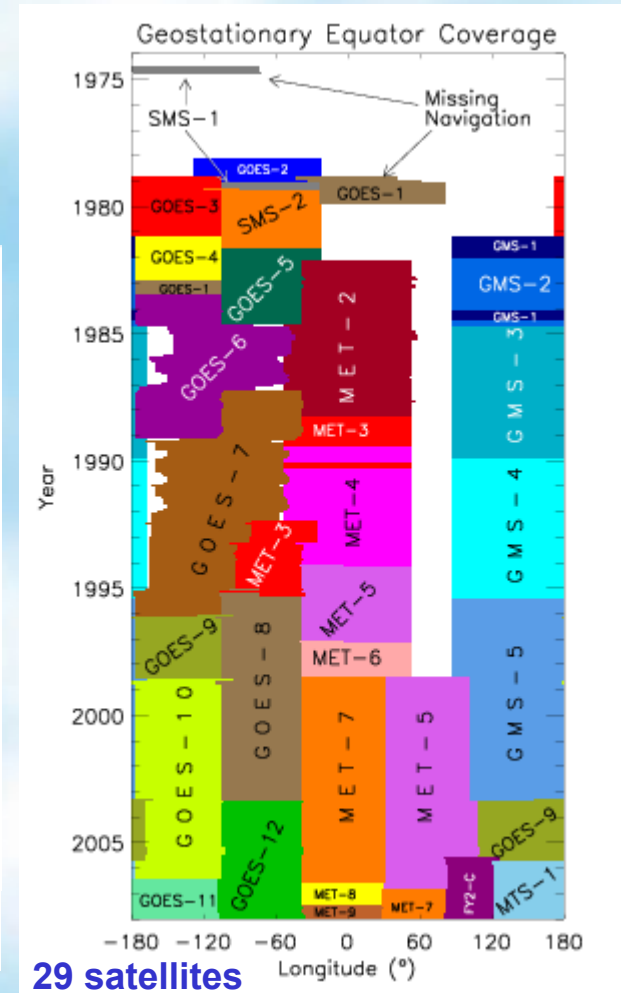 Geostationary Equator Coverage
1975
SMS-1
Missing
Navigation
GOES-2
GOES-1
GOES-3
SMS-2
1980
GOES-4
GOES-5
GMS-1
GOES-1
MET-2
GMS-2
GMS-1
1985
GOES-6
GMS-3
MET-3
Year
1990
GOES-7
MET-4
GMS-4
MET-3
1995
MET-5
GOES-9
GOES-8
MET-6
GMS-5
2000
GOES-10
MET-7
MET-5
2005
GOES-12
GOES-9
MET-8
FY2-C
MTS-1
GOES-11
MET-9
MET-7
-180 -120 -60 0 60 120 180
29 satellites Longitude (°)